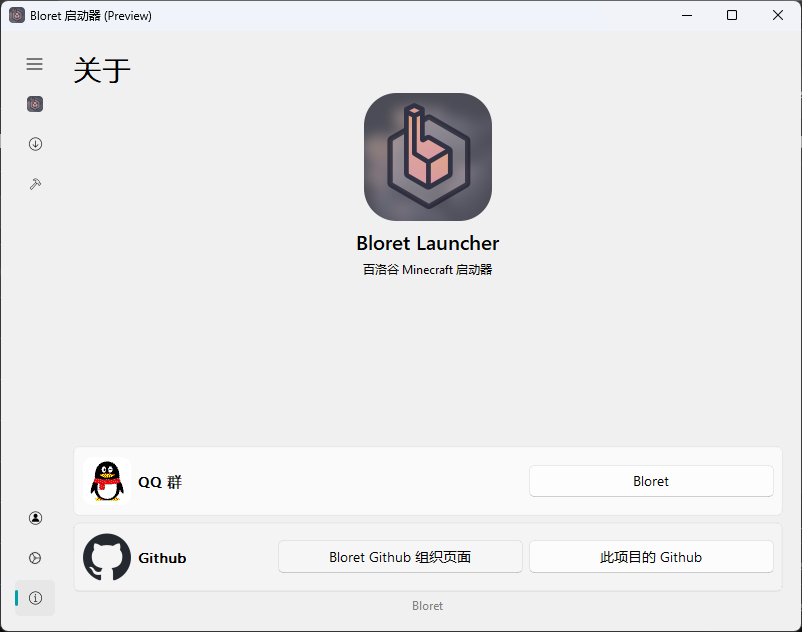 Bloret 启动器 (Preview)
关于
Bloret Launcher
百洛谷 Minecraft 启动器
QQ 群
Bloret
Github
Bloret Github 组织页面
此项目的 Github
Bloret